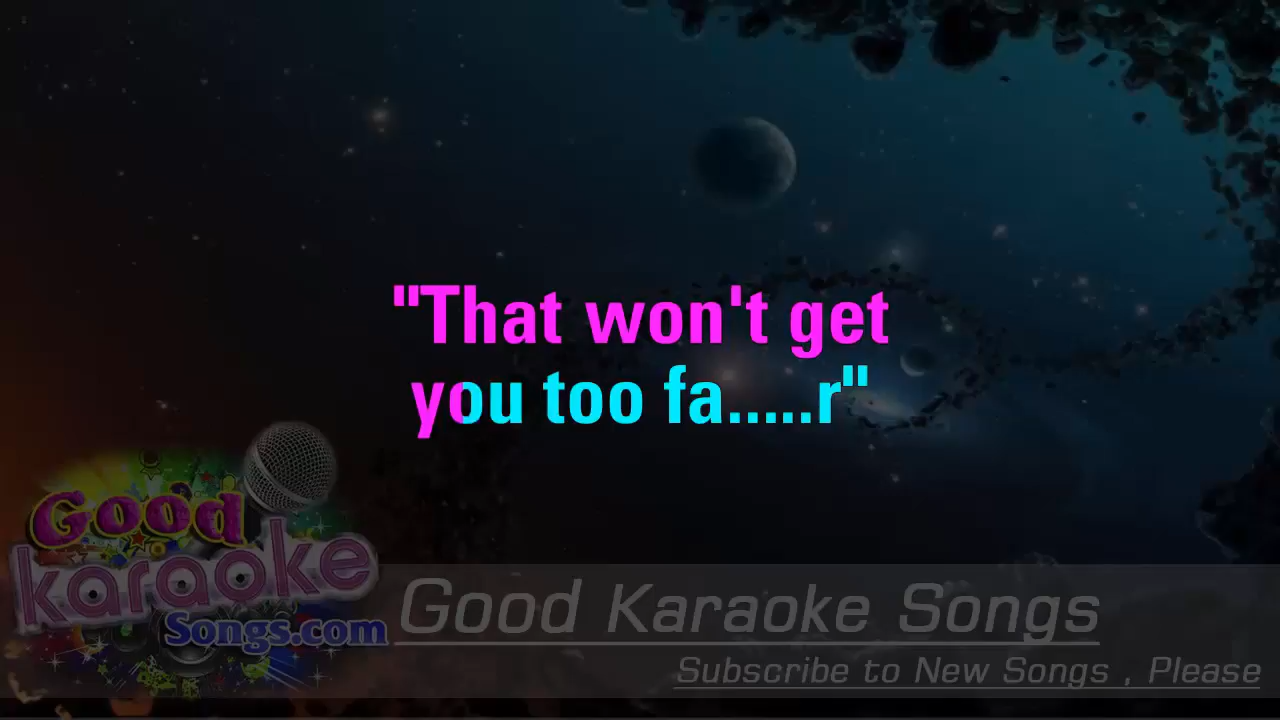 "That won't get
you too fa.....r"
Good
karaoke
Songs.com
Good Karaoke Songs
Subscribe to New Songs , Please